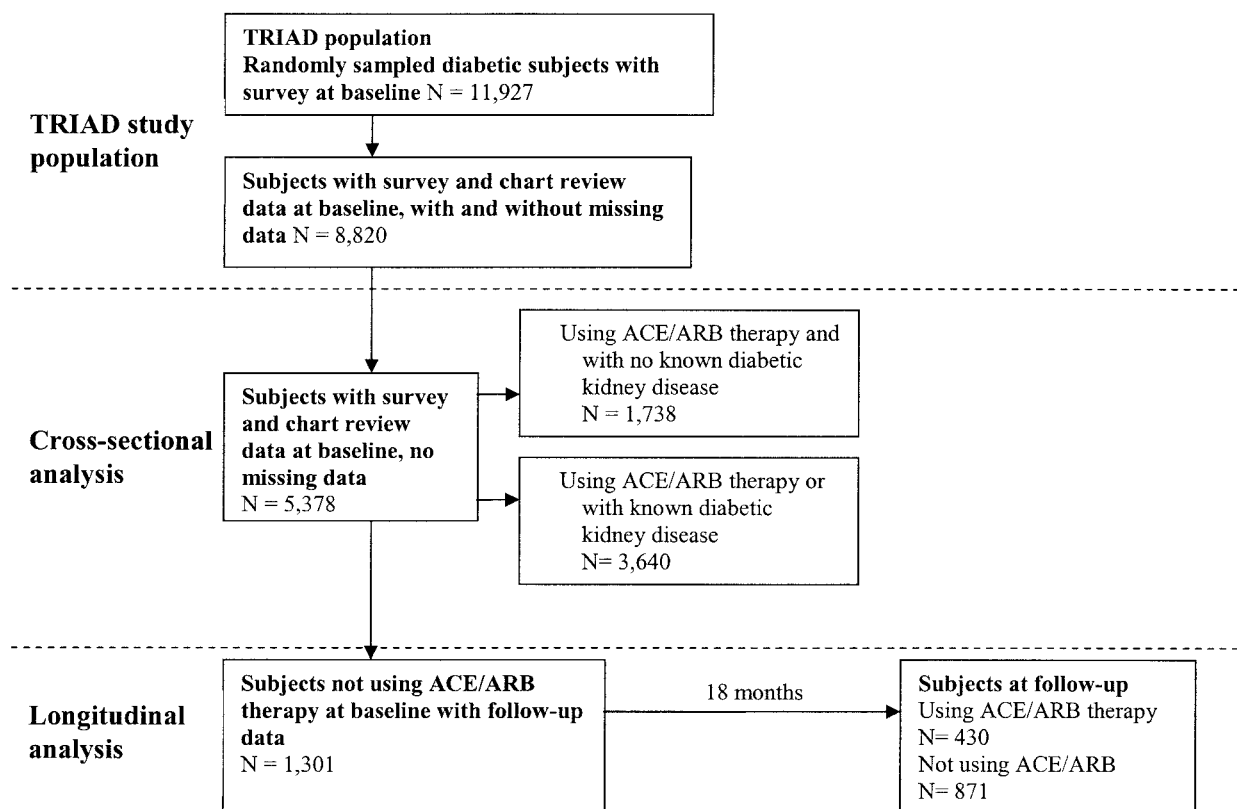 TRIAD population
Randomly sampled diabetic subjects with
survey at baseline N = 11,927
TRIAD study
population
Subjects with survey and chart review
data at baseline, with and without missing
data N = 8,820
Using ACE/ARB therapy and
with no known diabetic
kidney disease
N = 1,738
Cross-sectional
analysis
Subjects with survey
and chart review
data at baseline, no
missing data
N = 5,378
Using ACE/ARB therapy or
with known diabetic
kidney disease
N= 3,640
Longitudinal
analysis
Subjects not using ACE/ARB
therapy at baseline with follow-up
data
N = 1,301
18 months
Subjects at follow-up
Using ACE/ARB therapy
N= 430
Not using ACE/ARB
N= 871